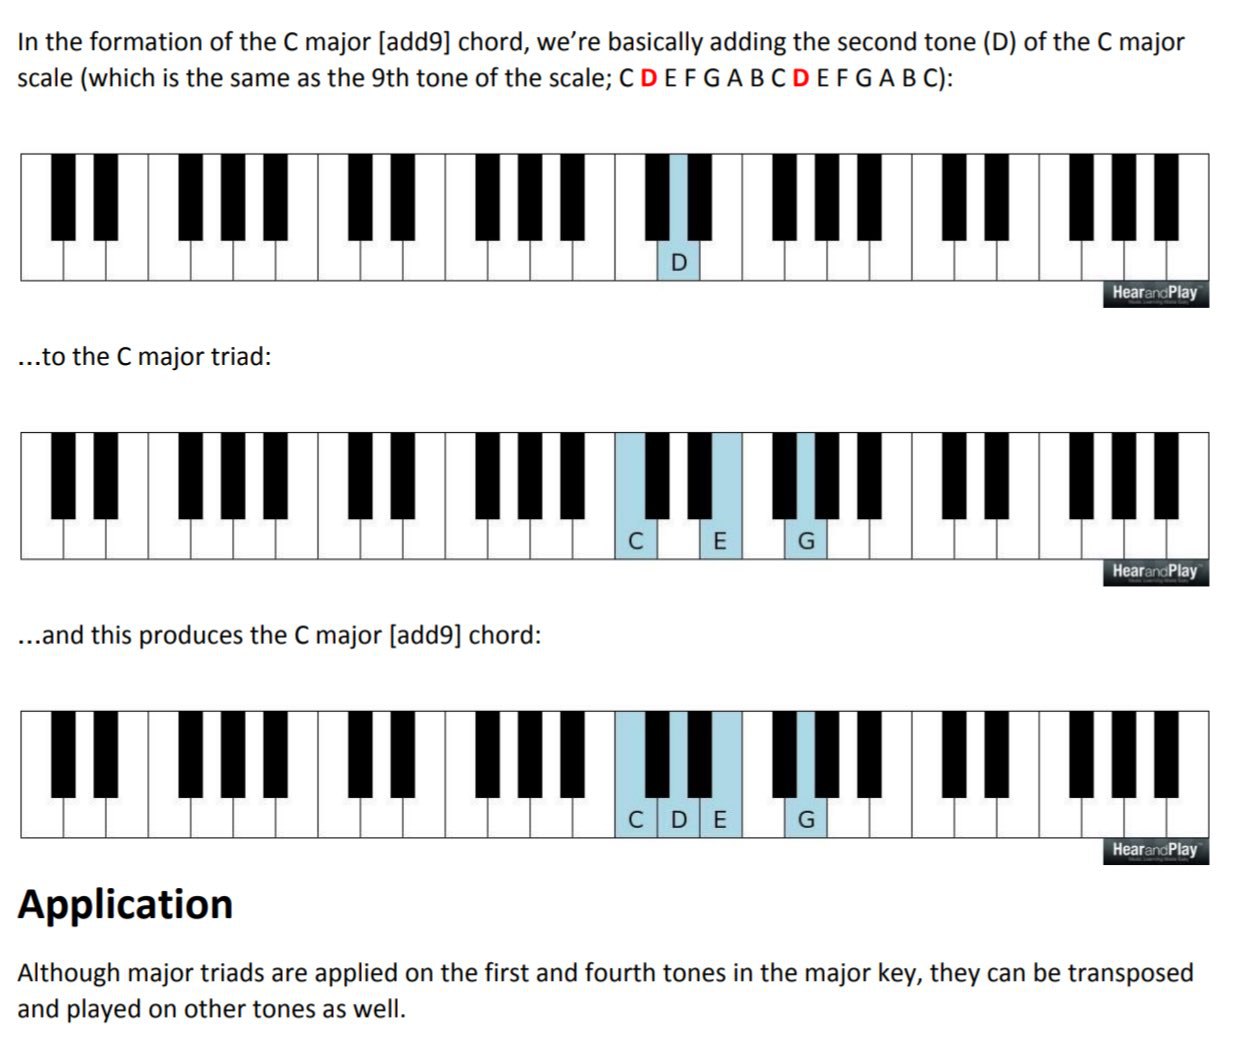 In the formation of the C major [add9] chord, we’re basically adding the second tone (D) of the C major
scale (which is the same as the 9th tone of the scale; C D E F G A B C D E F G A B C):
D
HearandPlay
…to the C major triad:
C E G
HearandPlay
…and this produces the C major [add9] chord:
C D E G
HearandPlay
Application
Although major triads are applied on the first and fourth tones in the major key, they can be transposed
and played on other tones as well.